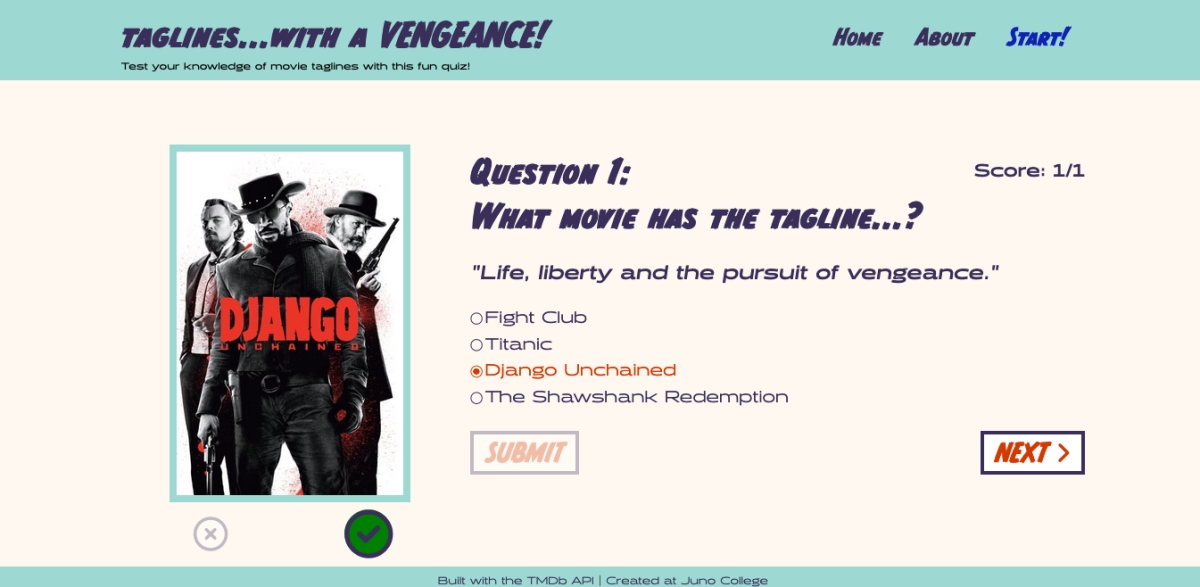 TAGLINES...WITH A VENGEANCE!
Test your knowledge of movie taglines with this fun quiz!
HOME ABOUT START!
DJANGO
UNCHAINED
QUESTION 1:
Score: 1/1
WHAT MOVIE HAS THE TAGLINE...?
"Life, liberty and the pursuit of vengeance."
Fight Club
Titanic
Django Unchained
The Shawshank Redemption
SUBMIT
NEXT >
Built with the TMDb API | Created at Juno College